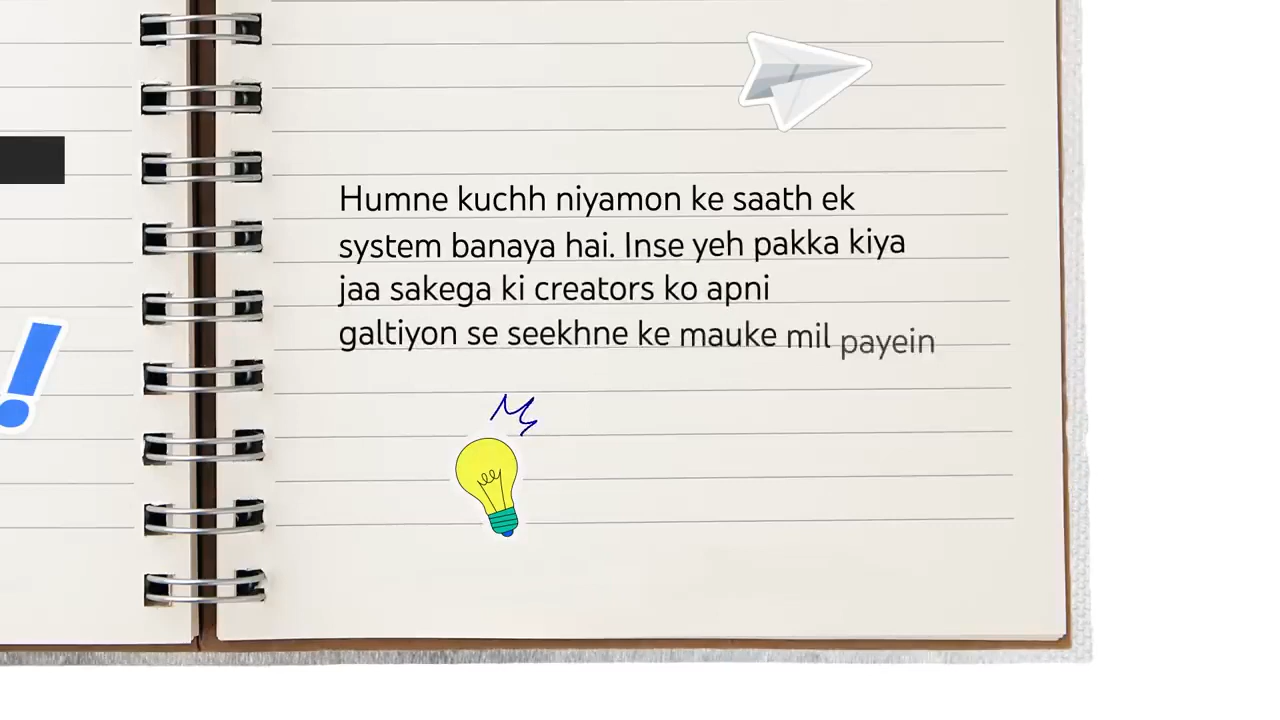 Humne kuchh niyamon ke saath ek
system banaya hai. Inse yeh pakka kiya
jaa sakega ki creators ko apni
galtiyon se seekhne ke mauke mil payein